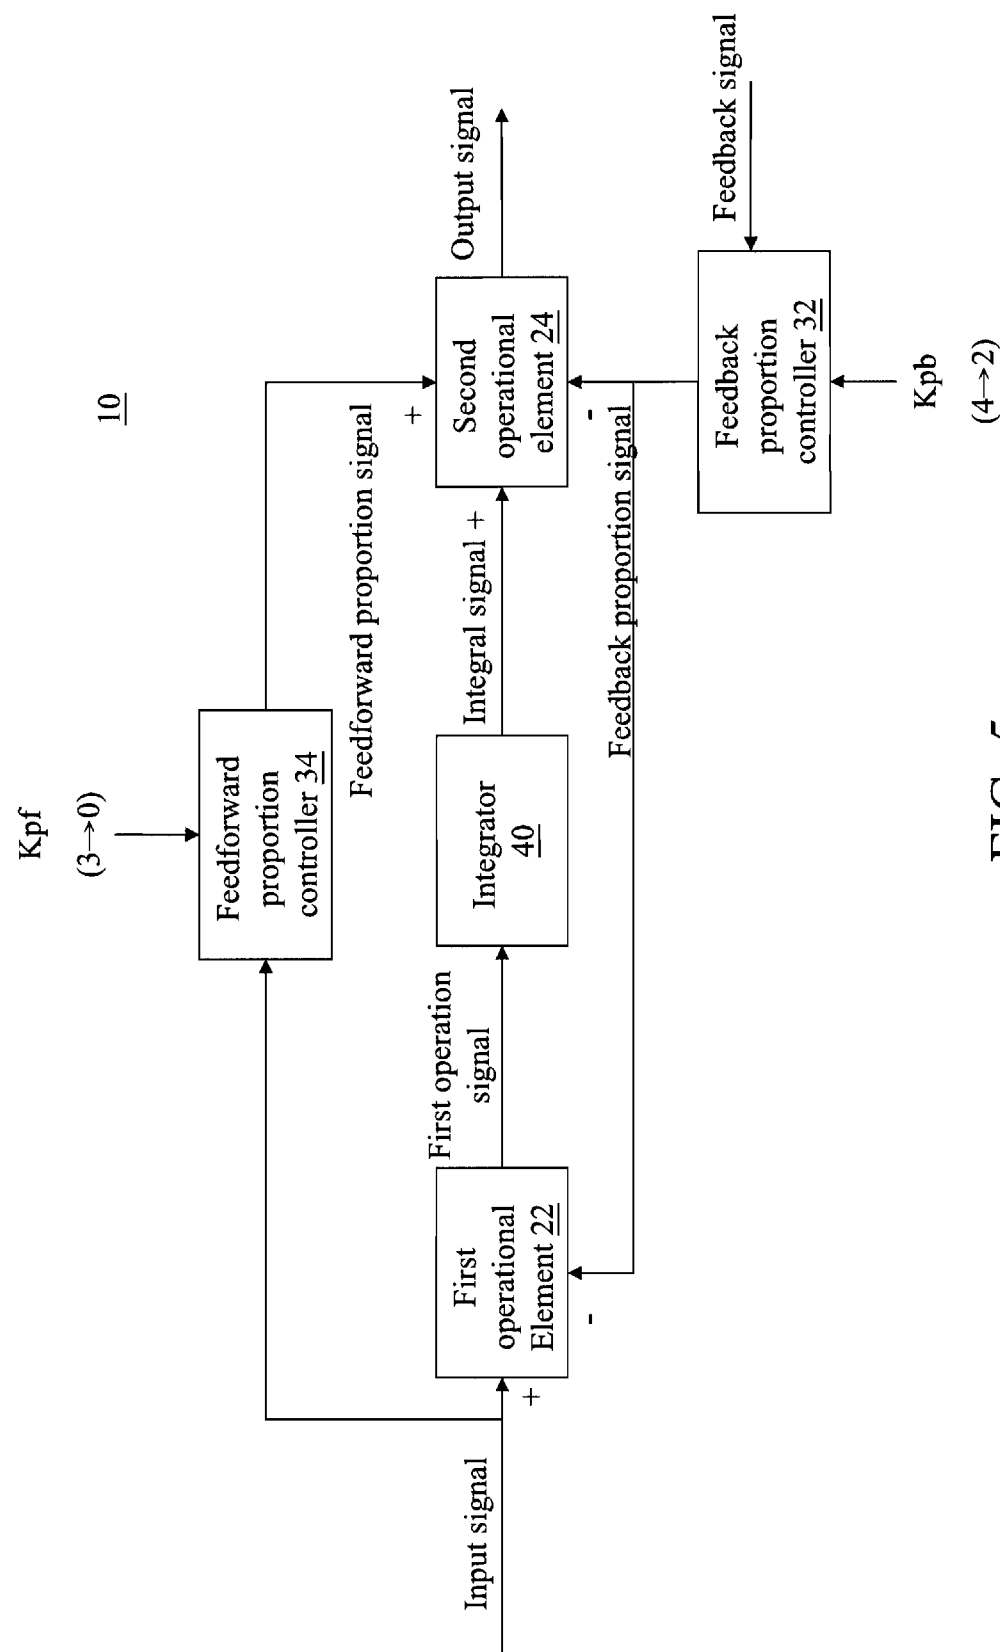 10
Kpf
(3→0)
Feedforward
proportion
controller 34
Feedforward proportion signal
Input signal
+
-
First
operational
Element 22
First operation
signal
Integrator
40
Integral signal +
+
-
Second
operational
element 24
Output signal
Feedback proportion signal
Feedback
proportion
controller 32
Feedback signal
Kpb
(4→2)